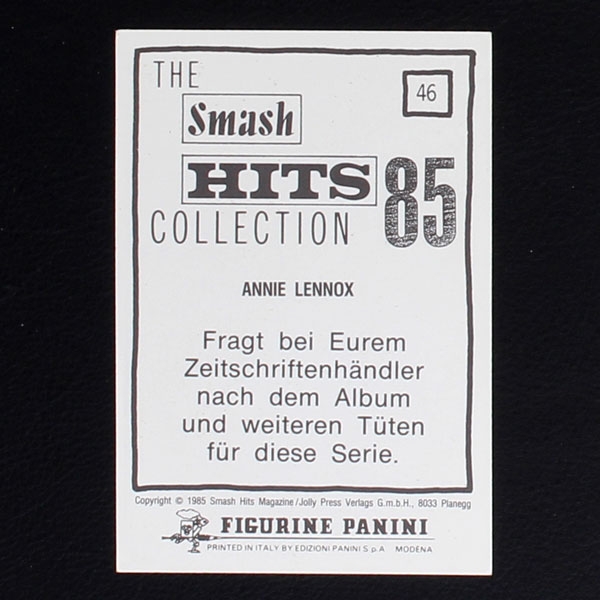 THE
46
Smash
HITS 85
COLLECTION
ANNIE LENNOX
Fragt bei Eurem
Zeitschriftenhändler
nach dem Album
und weiteren Tüten
für diese Serie.
Copyright © 1985 Smash Hits Magazine/Jolly Press Verlags G.m.b.H., 8033 Planegg
FIGURINE PANINI
PRINTED IN ITALY BY EDIZIONI PANINI S.p.A. MODENA